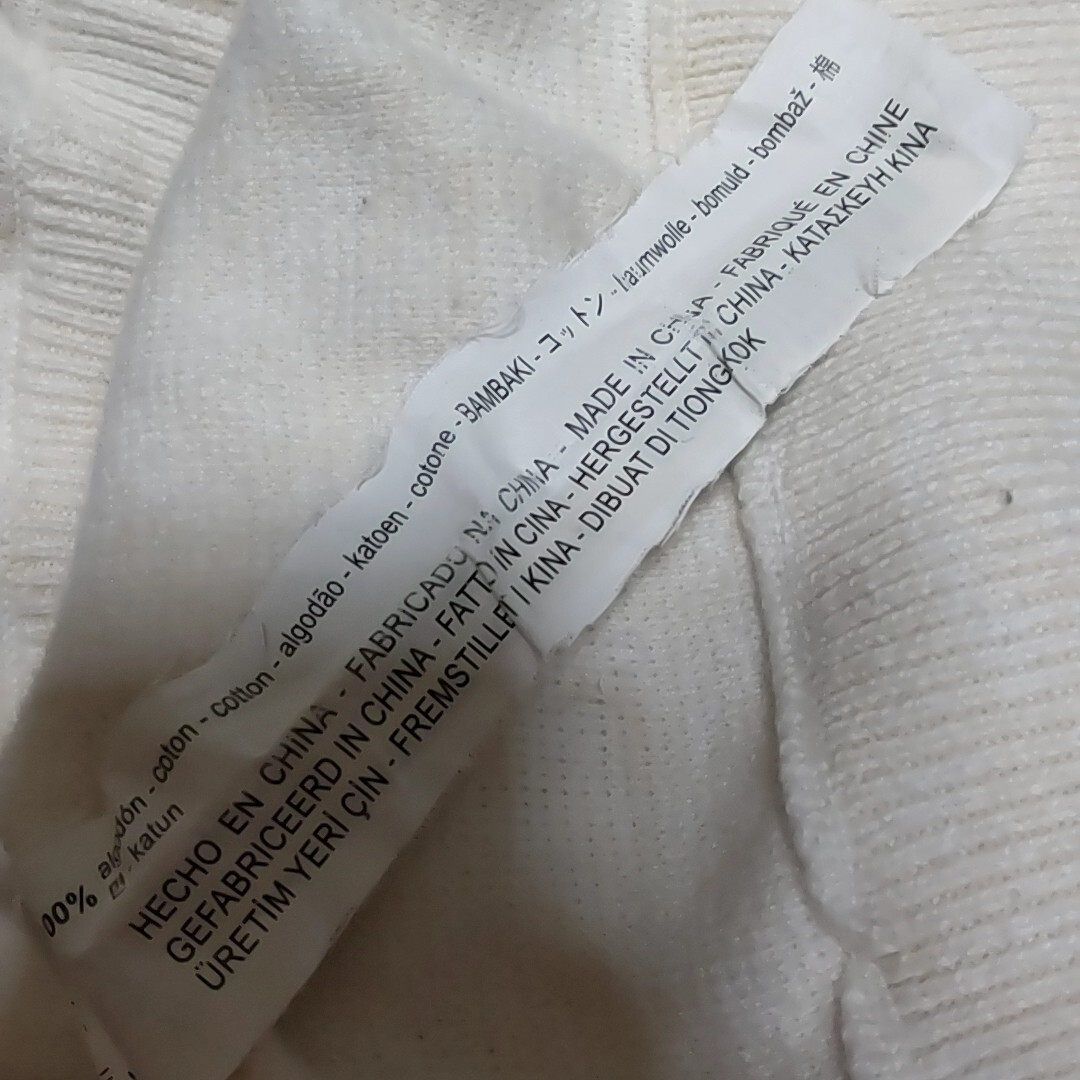 00% algodón - coton - cotton - algodão - katoen - cotone - BAMBAKI - コットン - baumwolle - bomuld - bombaž - 棉
- katun
HECHO EN CHINA - FABRICADO NA CHINA - MADE IN CHINA - FABRIQUÉ EN CHINE
GEFABRICEERD IN CHINA - FATTO IN CINA - HERGESTELLT IN CHINA - ΚΑΤΑΣΚΕΥΗ ΚΙΝΑ
ÜRETİM YERİ ÇİN - FREMSTILLET I KINA - DIBUAT DI TIONGKOK